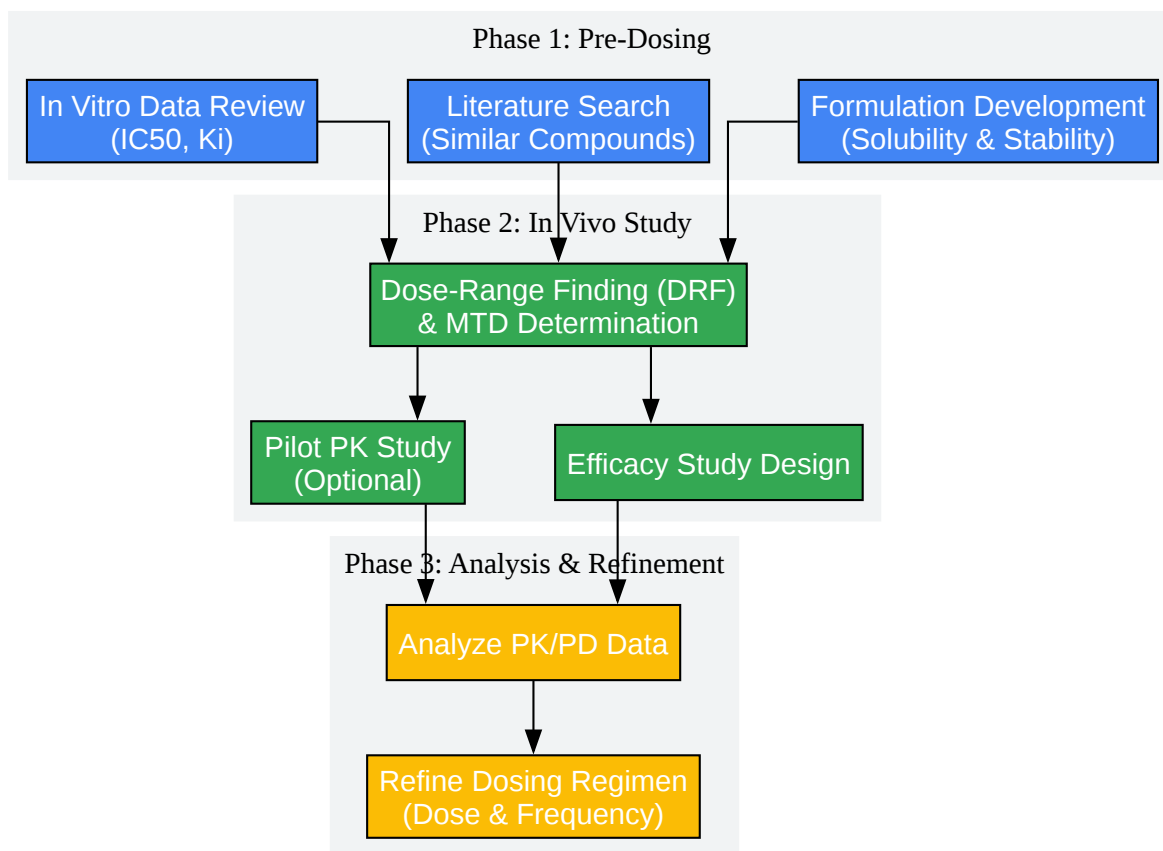 Phase 1: Pre-Dosing
In Vitro Data Review
(IC50, Ki)
Literature Search
(Similar Compounds)
Formulation Development
(Solubility & Stability)
Phase 2: In Vivo Study
Dose-Range Finding (DRF)
& MTD Determination
Pilot PK Study
(Optional)
Efficacy Study Design
Phase 3: Analysis & Refinement
Analyze PK/PD Data
Refine Dosing Regimen
(Dose & Frequency)